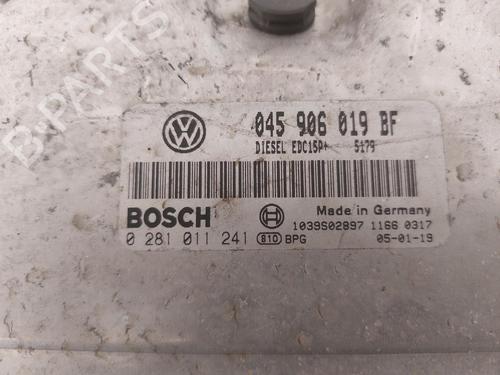 045 906 019 BF
DIESEL EDC15P+ 5179
BOSCH
Made in Germany
1039S02897 1166 0317
0 281 011 241 810 BPG 05-01-19
B-PARTS